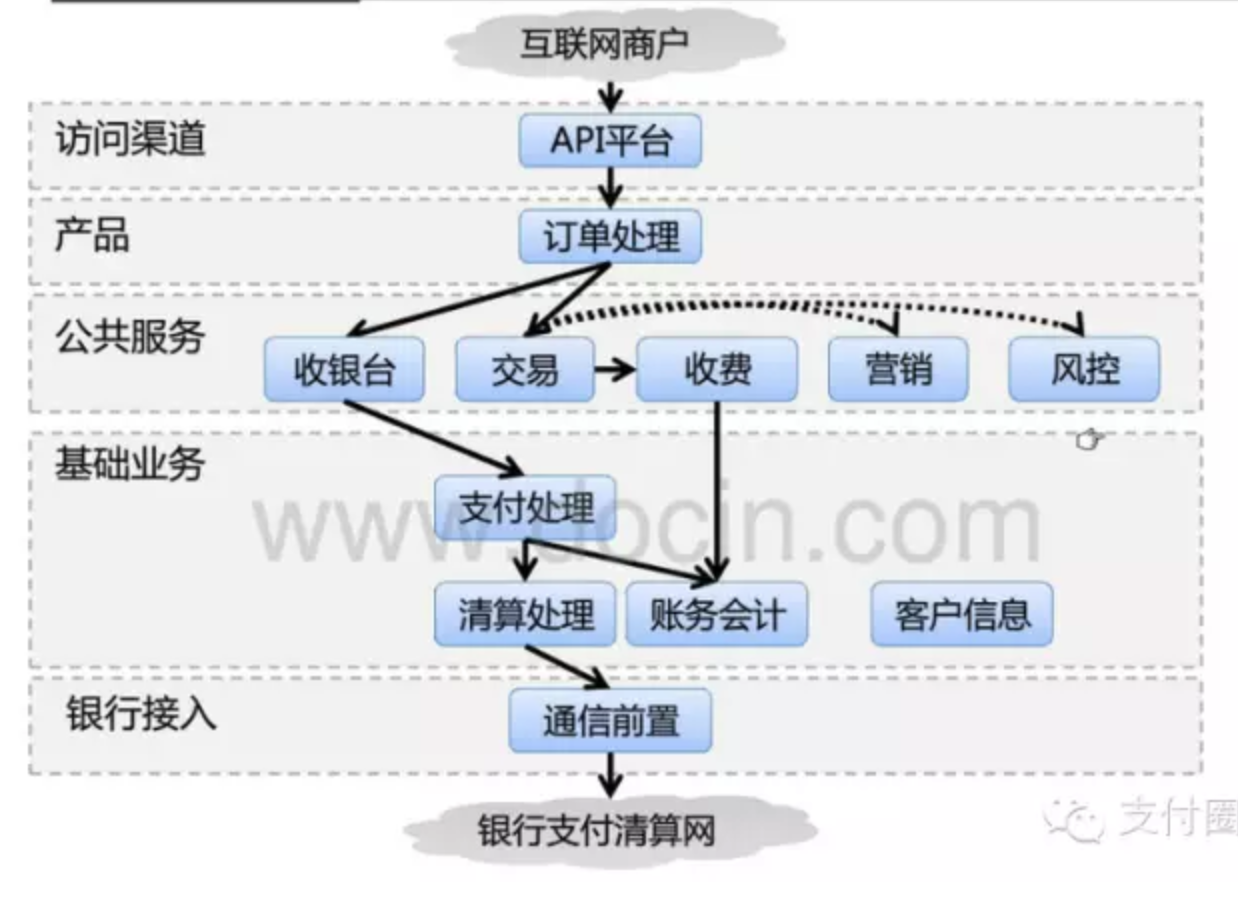 互联网商户
访问渠道
API平台
产品
订单处理
公共服务
收银台 交易 收费 营销 风控
基础业务
支付处理
www.docin.com
清算处理 账务会计 客户信息
银行接入
通信前置
银行支付清算网
支付圈